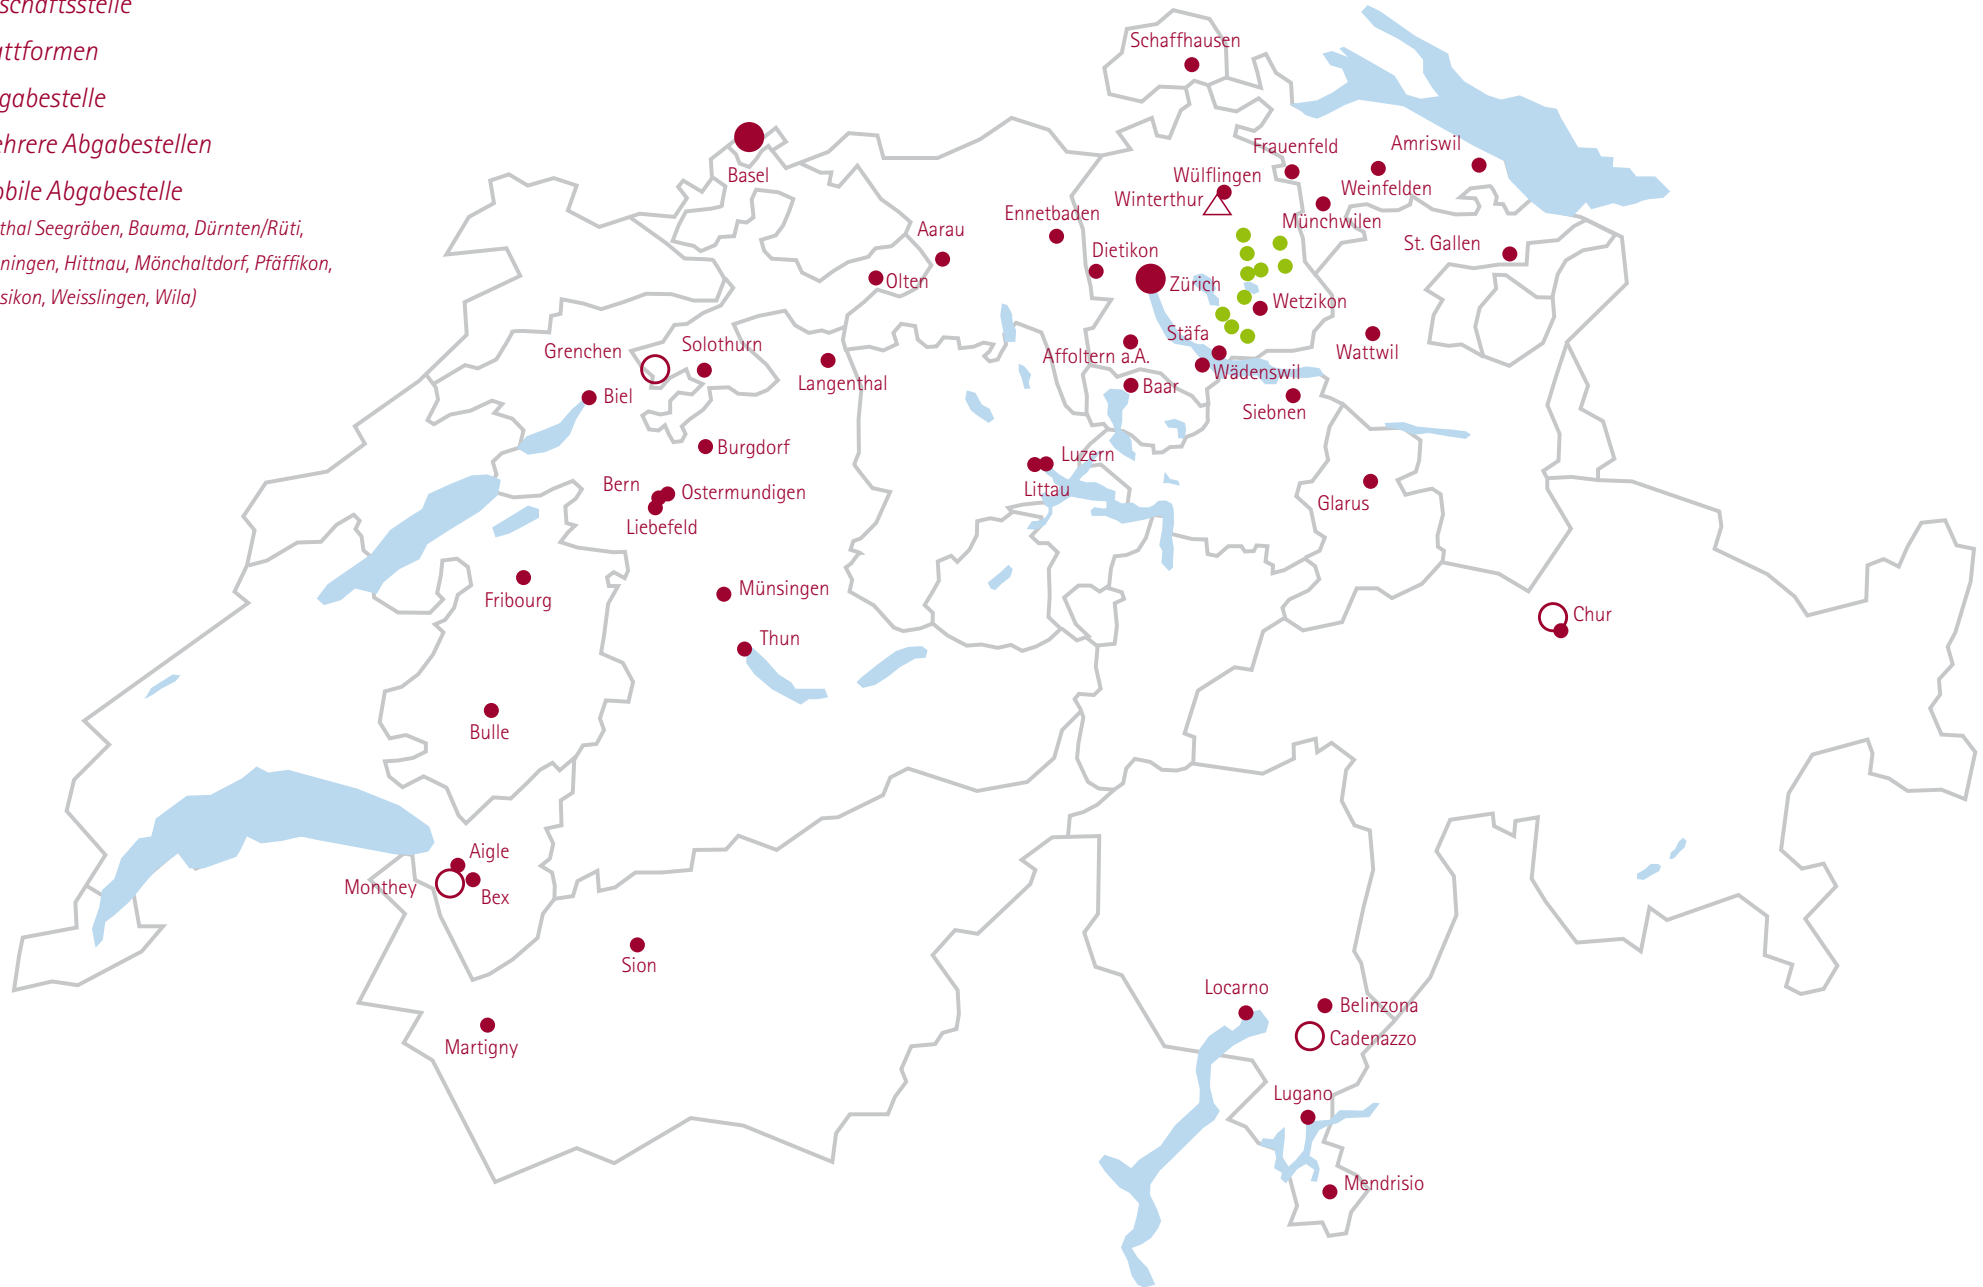 schäftsstelle
attformen
gabestelle
ehrere Abgabestellen
obile Abgabestelle
thal Seegräben, Bauma, Dürnten/Rüti,
ningen, Hittnau, Mönchaltdorf, Pfäffikon,
sikon, Weisslingen, Wila)
Schaffhausen
Basel
Frauenfeld
Amriswil
Wülflingen
Weinfelden
Winterthur
Münchwilen
Ennetbaden
Aarau
St. Gallen
Dietikon
Olten
Zürich
Wetzikon
Stäfa
Solothurn
Grenchen
Affoltern a.A.
Wattwil
Langenthal
Wädenswil
Baar
Biel
Siebnen
Burgdorf
Luzern
Bern
Ostermundigen
Littau
Glarus
Liebefeld
Münsingen
Fribourg
Chur
Thun
Bulle
Aigle
Monthey
Bex
Sion
Locarno
Belinzona
Cadenazzo
Martigny
Lugano
Mendrisio